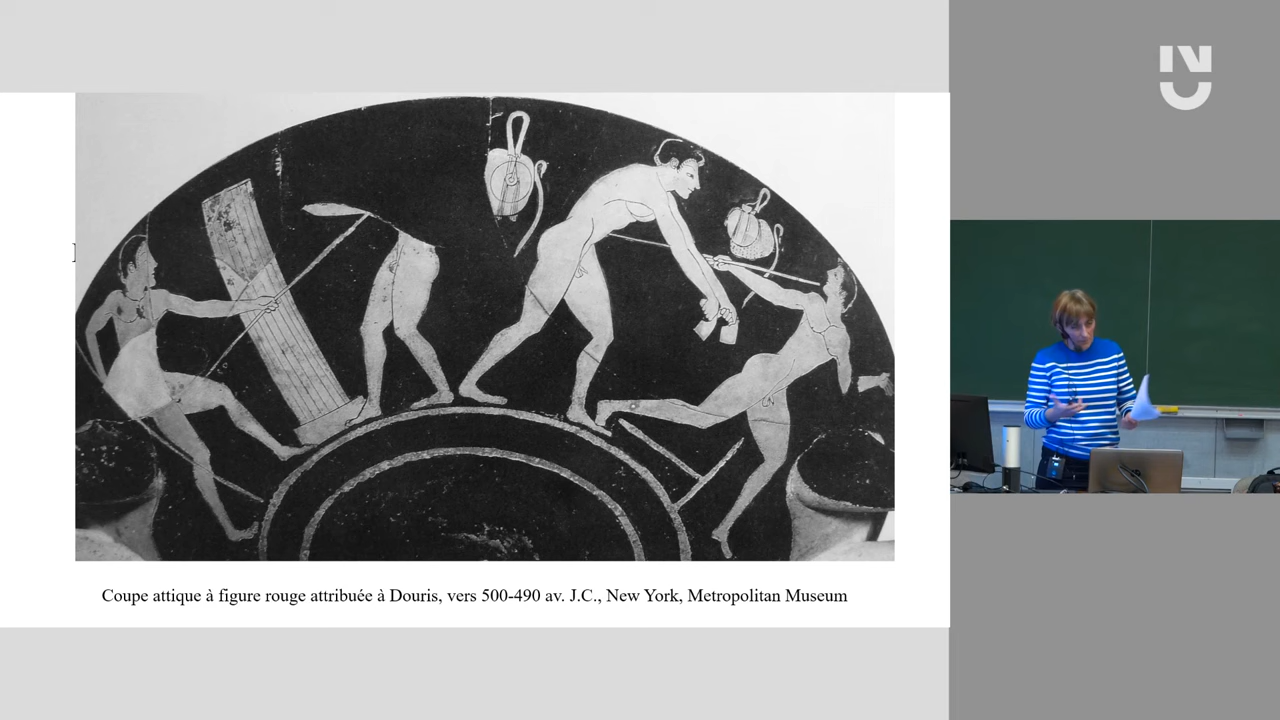 Coupe attique à figure rouge attribuée à Douris, vers 500-490 av. J.C., New York, Metropolitan Museum